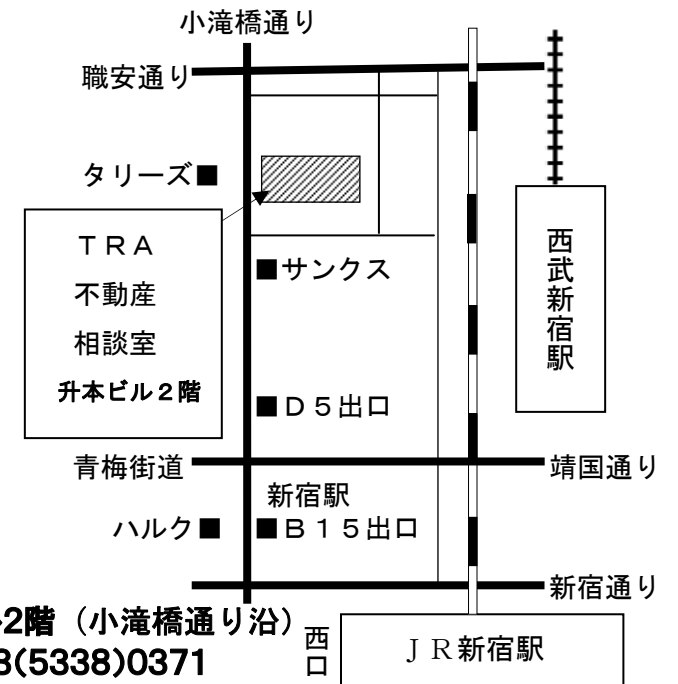 小滝橋通り
職安通り
タリーズ■
ＴＲＡ
不動産
相談室
升本ビル２階
■サンクス
西武新宿駅
■Ｄ５出口
青梅街道
靖国通り
新宿駅
ハルク■
■Ｂ１５出口
新宿通り
2階（小滝橋通り沿）
(5338)0371
西口
ＪＲ新宿駅